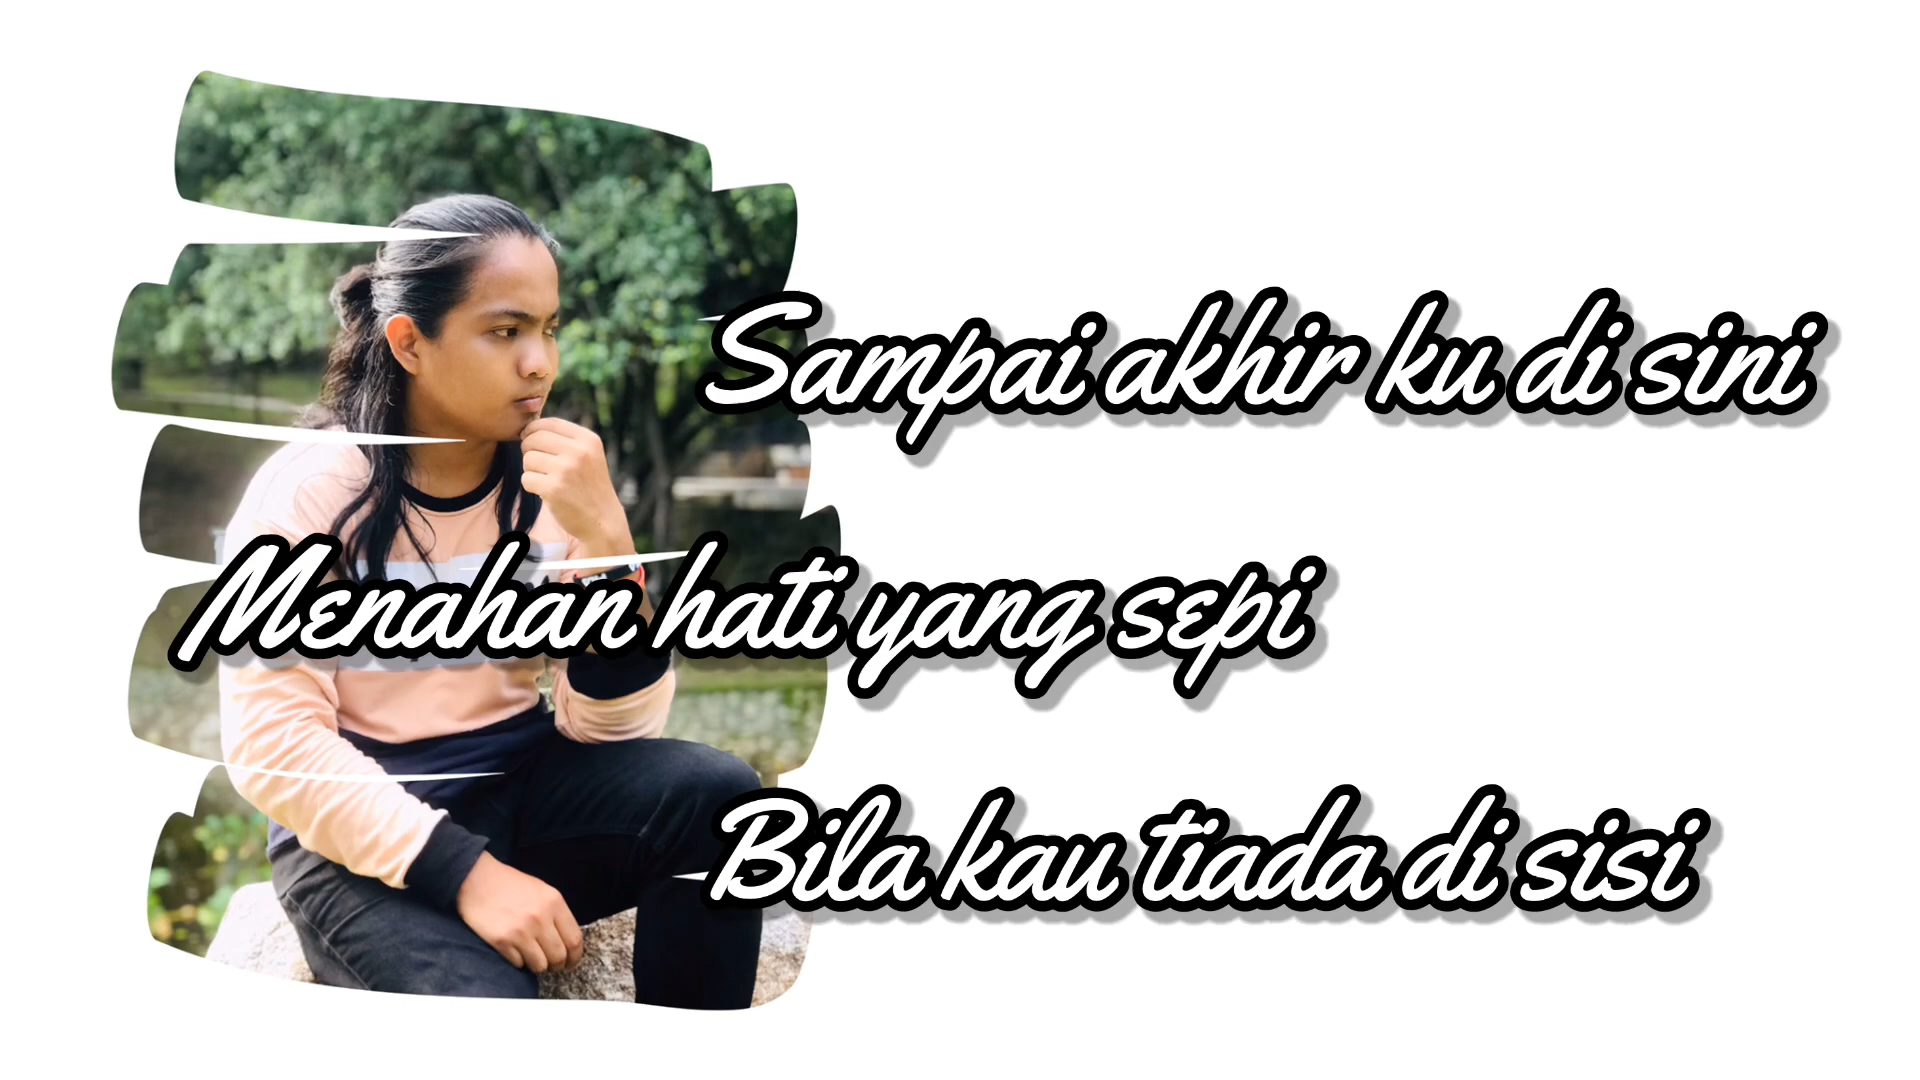 Sampai akhir ku di sini
Menahan hati yang sepi
Bila kau tiada di sisi